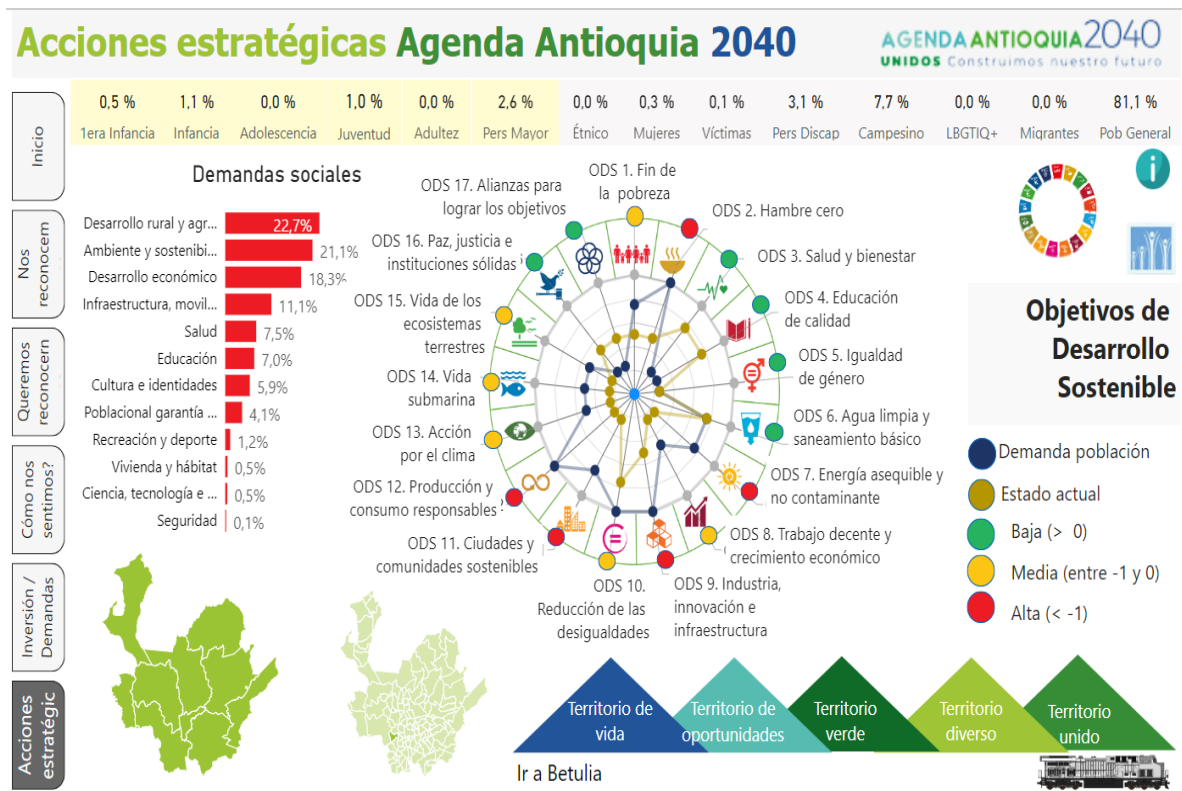 Acciones estratégicas Agenda Antioquia 2040
AGENDA ANTIOQUIA 2040
UNIDOS Construimos nuestro futuro
Inicio
Nos
reconocem
Queremos
reconocern
Cómo nos
sentimos?
Inversión /
Demandas
Acciones
estratégic
0,5 % 1,1 % 0,0 % 1,0 % 0,0 % 2,6 % 0,0 % 0,3 % 0,1 % 3,1 % 7,7 % 0,0 % 0,0 % 81,1 %
1era Infancia Infancia Adolescencia Juventud Adultez Pers Mayor Étnico Mujeres Víctimas Pers Discap Campesino LBGTIQ+ Migrantes Pob General
Demandas sociales
Desarrollo rural y agr... 22,7%
Ambiente y sostenibi... 21,1%
Desarrollo económico 18,3%
Infraestructura, movil... 11,1%
Salud 7,5%
Educación 7,0%
Cultura e identidades 5,9%
Poblacional garantía ... 4,1%
Recreación y deporte 1,2%
Vivienda y hábitat 0,5%
Ciencia, tecnología e ... 0,5%
Seguridad 0,1%
ODS 1. Fin de
la pobreza
ODS 2. Hambre cero
ODS 3. Salud y bienestar
ODS 4. Educación
de calidad
ODS 5. Igualdad
de género
ODS 6. Agua limpia y
saneamiento básico
ODS 7. Energía asequible y
no contaminante
ODS 8. Trabajo decente y
crecimiento económico
ODS 9. Industria,
innovación e
infraestructura
ODS 10.
Reducción de las
desigualdades
ODS 11. Ciudades y
comunidades sostenibles
ODS 12. Producción y
consumo responsables
ODS 13. Acción
por el clima
ODS 14. Vida
submarina
ODS 15. Vida de los
ecosistemas
terrestres
ODS 16. Paz, justicia e
instituciones sólidas
ODS 17. Alianzas para
lograr los objetivos
i
Objetivos de
Desarrollo
Sostenible
Demanda población
Estado actual
Baja (> 0)
Media (entre -1 y 0)
Alta (< -1)
Territorio de
vida
Territorio de
oportunidades
Territorio
verde
Territorio
diverso
Territorio
unido
Ir a Betulia